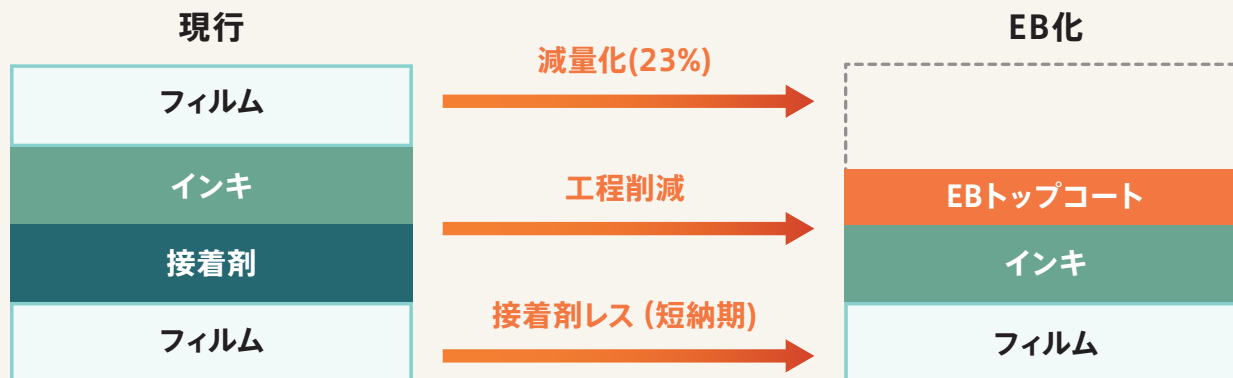 現行
フィルム
インキ
接着剤
フィルム
減量化(23%)
工程削減
接着剤レス(短納期)
EB化
EBトップコート
インキ
フィルム